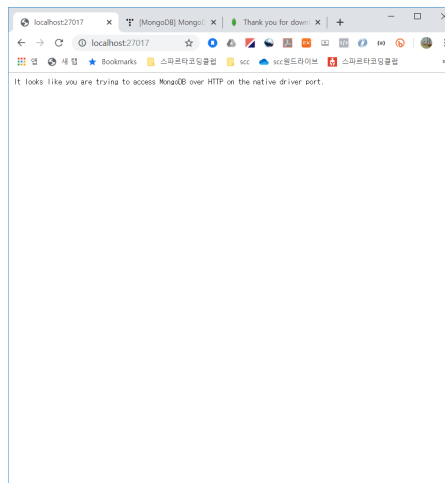 localhost:27017
[MongoDB] Mongo
Thank you for down
localhost:27017
앱
새 탭
Bookmarks
스파르타코딩클럽
scc
scc원드라이브
스파르타코딩클럽
It looks like you are trying to access MongoDB over HTTP on the native driver port.